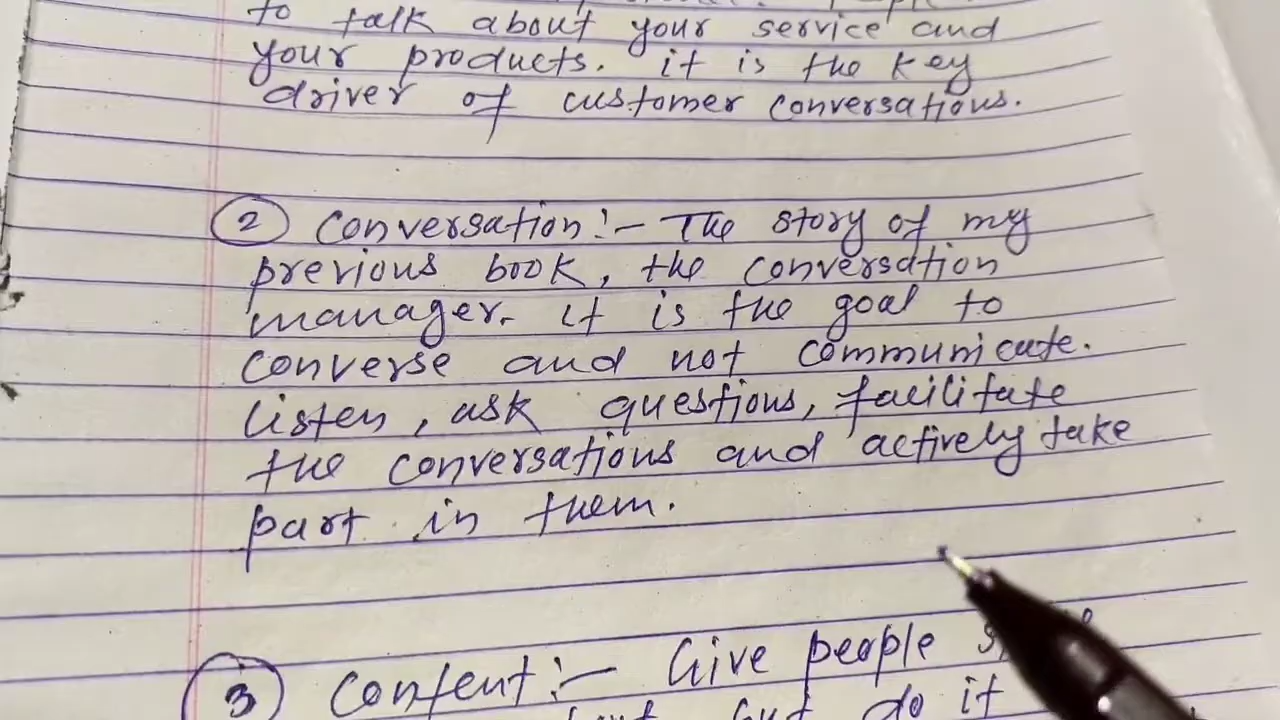 to talk about your service and
your products. it is the key
driver of customer conversations.
2 Conversation:- The story of my
previous book, the conversation
manager. it is the goal to
converse and not communicate.
listen, ask questions, facilitate
the conversations and actively take
part in them.
3 Content:- Give people
but do it